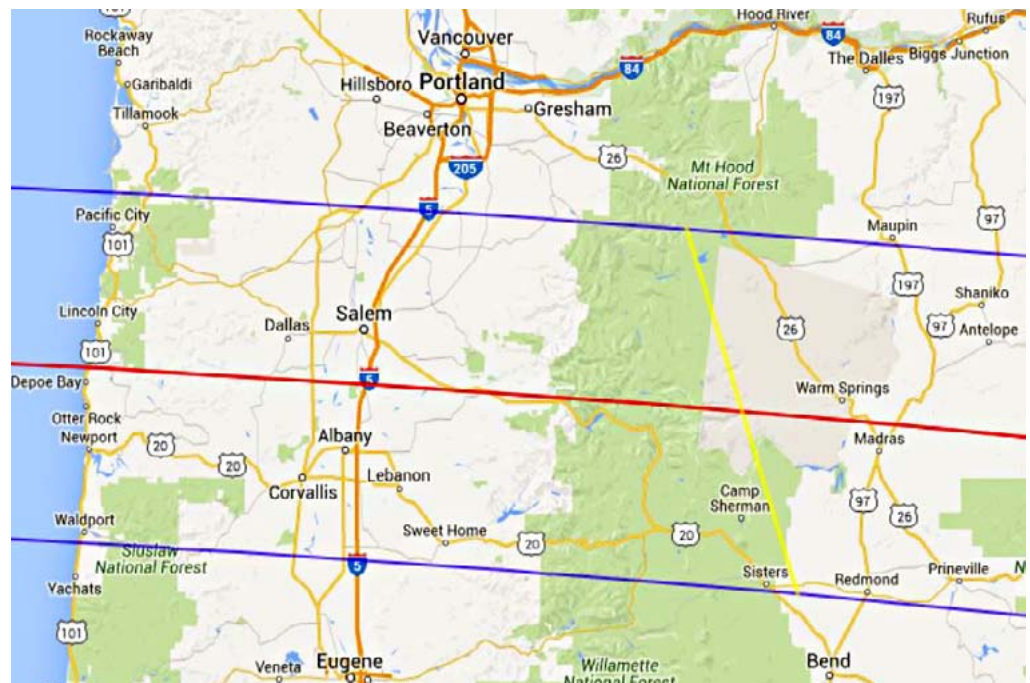 101
Rockaway
Beach
Garibaldi
Tillamook
Vancouver
Hillsboro
Portland
Beaverton
Gresham
84
Hood River
84
Rufus
The Dalles
Biggs Junction
197
205
26
Mt Hood
National Forest
5
Pacific City
101
Maupin
97
197
Shaniko
97
Antelope
Lincoln City
Dallas
Salem
26
101
Depoe Bay
5
Warm Springs
Otter Rock
Newport
20
20
Albany
Corvallis
Lebanon
Madras
Camp
Sherman
97
26
Waldport
Sweet Home
20
20
Siuslaw
National Forest
5
Yachats
Sisters
Redmond
Prineville
N
101
Veneta
Eugene
Willamette
National Forest
Bend